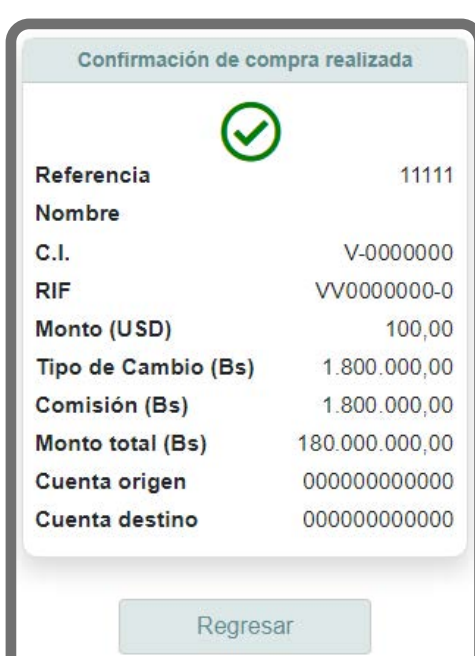 Confirmación de compra realizada
Referencia 11111
Nombre
C.I. V-0000000
RIF VV0000000-0
Monto (USD) 100,00
Tipo de Cambio (Bs) 1.800.000,00
Comisión (Bs) 1.800.000,00
Monto total (Bs) 180.000.000,00
Cuenta origen 000000000000
Cuenta destino 000000000000
Regresar